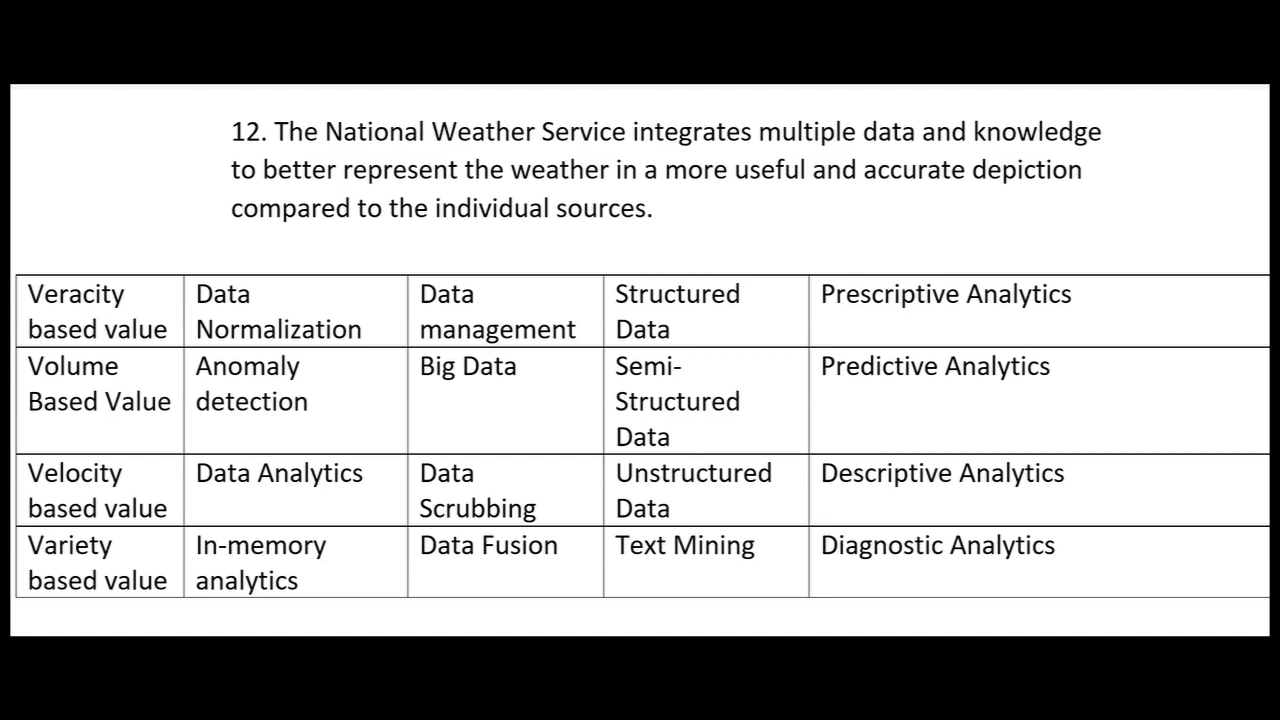 12. The National Weather Service integrates multiple data and knowledge
to better represent the weather in a more useful and accurate depiction
compared to the individual sources.
Veracity based value | Data Normalization | Data management | Structured Data | Prescriptive Analytics
Volume Based Value | Anomaly detection | Big Data | Semi-Structured Data | Predictive Analytics
Velocity based value | Data Analytics | Data Scrubbing | Unstructured Data | Descriptive Analytics
Variety based value | In-memory analytics | Data Fusion | Text Mining | Diagnostic Analytics